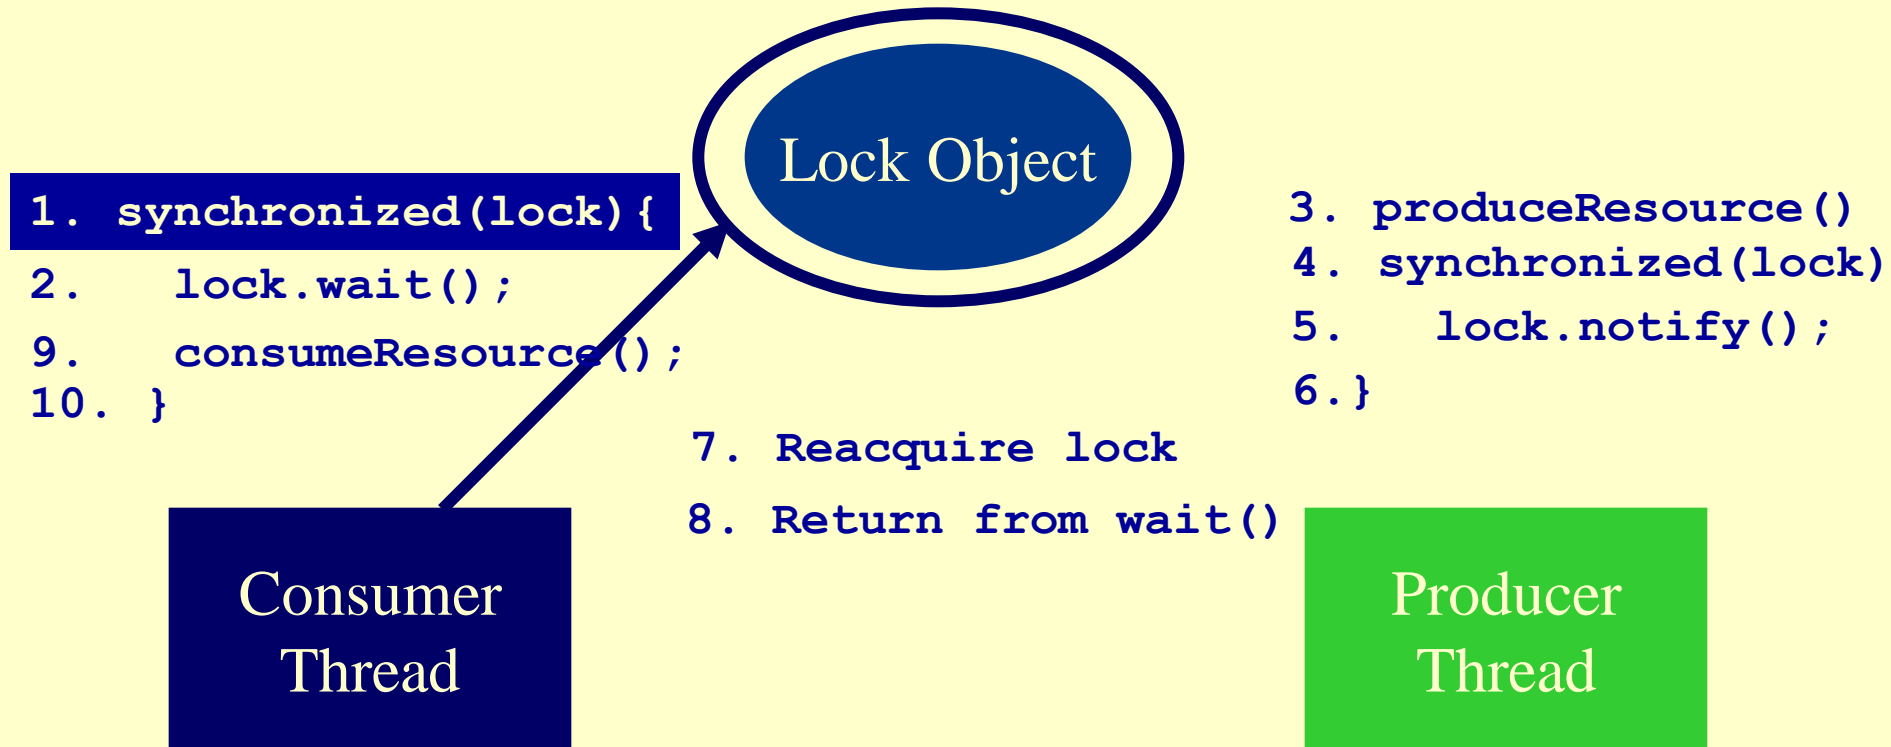 Lock Object
1. synchronized(lock){
2. lock.wait();
9. consumeResource();
10. }
3. produceResource()
4. synchronized(lock)
5. lock.notify();
6.}
7. Reacquire lock
8. Return from wait()
Consumer
Thread
Producer
Thread